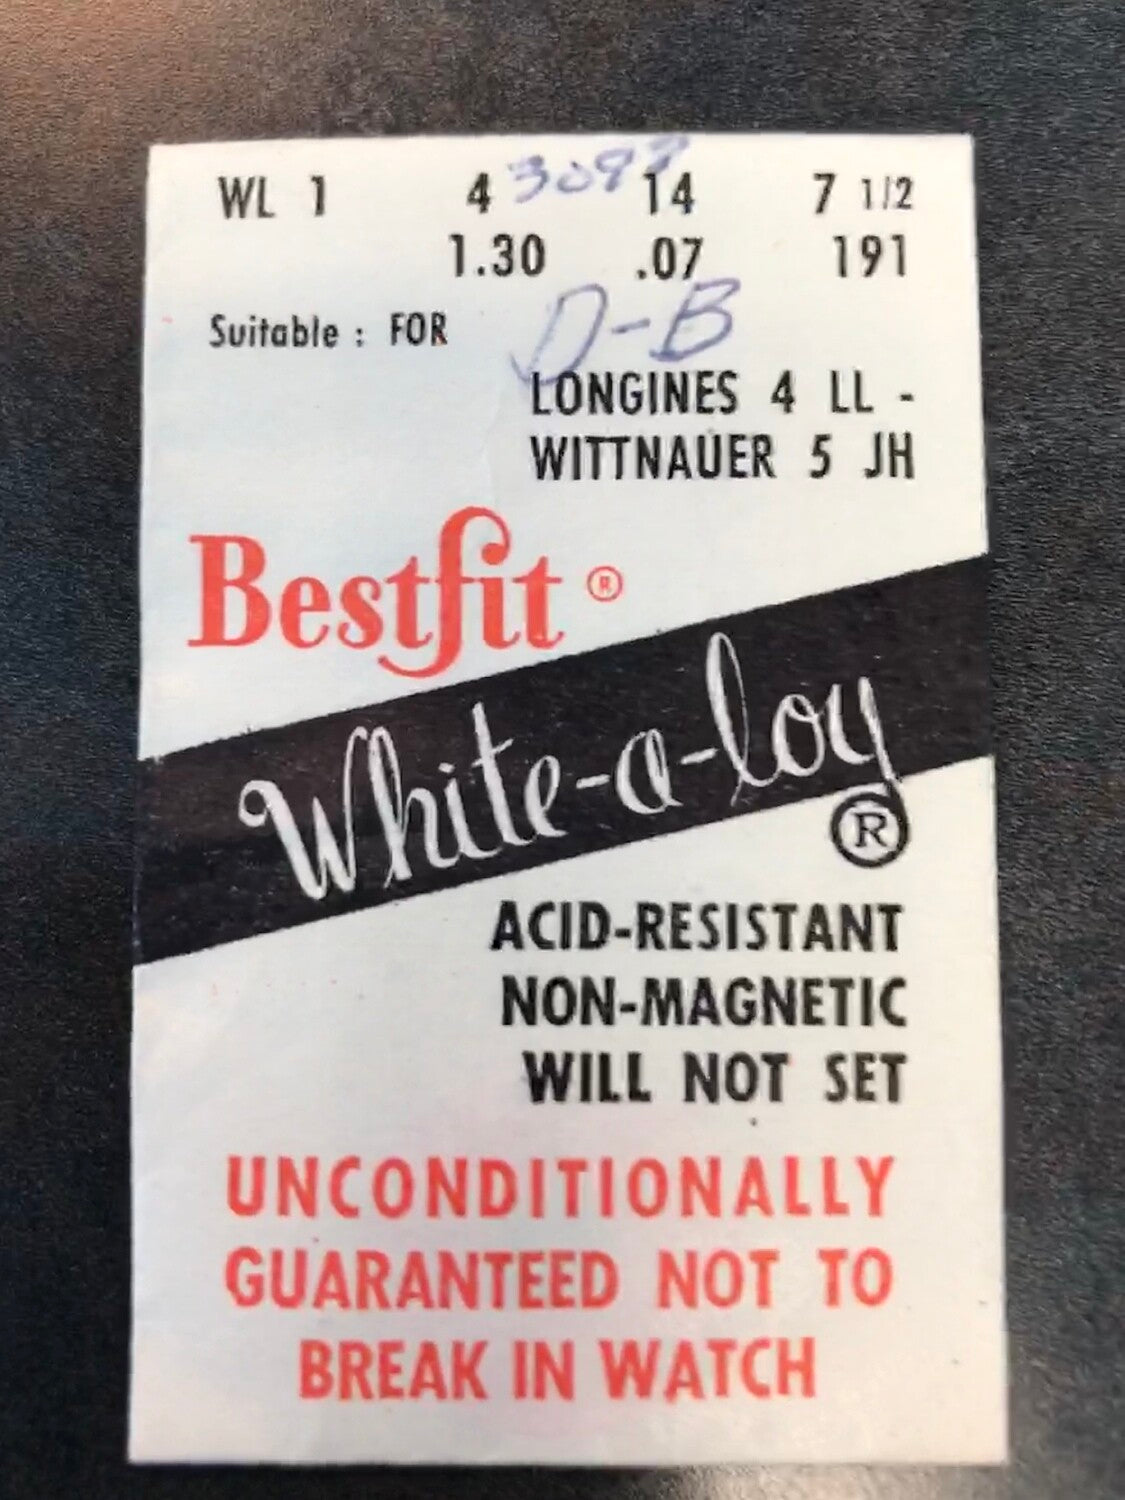 WL 1 4 14 7 1/2
1.30 .07 191
D-B
Suitable : FOR
LONGINES 4 LL -
WITTNAUER 5 JH
Bestfit ®
White-a-loy
®
ACID-RESISTANT
NON-MAGNETIC
WILL NOT SET
UNCONDITIONALLY
GUARANTEED NOT TO
BREAK IN WATCH